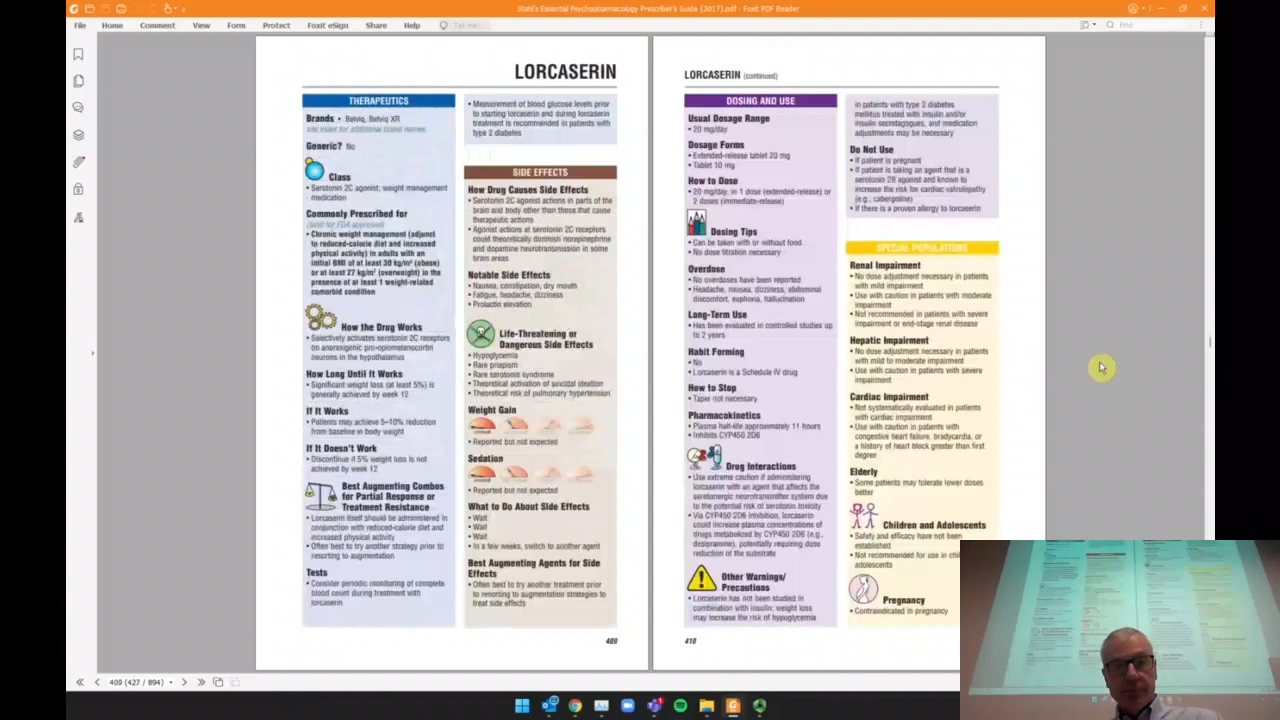 Stahl's Essential Psychopharmacology Prescriber's Guide (2017).pdf - Foxit PDF Reader
File Home Comment View Form Protect Foxit eSign Share Help Find
LORCASERIN
THERAPEUTICS
Brands • Belviq, Belviq XR
see index for additional brand names
Generic? No
Class
• Serotonin 2C agonist; weight management
medication
Commonly Prescribed for
(bold for FDA approved)
• Chronic weight management (adjunct
to reduced-calorie diet and increased
physical activity) in adults with an
initial BMI of at least 30 kg/m² (obese)
or at least 27 kg/m² (overweight) in the
presence of at least 1 weight-related
comorbid condition
How the Drug Works
• Selectively activates serotonin 2C receptors
on anorexigenic pro-opiomelanocortin
neurons in the hypothalamus
How Long Until It Works
• Significant weight loss (at least 5%) is
generally achieved by week 12
If It Works
• Patients may achieve 5–10% reduction
from baseline in body weight
If It Doesn't Work
• Discontinue if 5% weight loss is not
achieved by week 12
Best Augmenting Combos
for Partial Response or
Treatment Resistance
• Lorcaserin itself should be administered in
conjunction with reduced-calorie diet and
increased physical activity
• Often best to try another strategy prior to
resorting to augmentation
Tests
• Consider periodic monitoring of complete
blood count during treatment with
lorcaserin
• Measurement of blood glucose levels prior
to starting lorcaserin and during lorcaserin
treatment is recommended in patients with
type 2 diabetes
SIDE EFFECTS
How Drug Causes Side Effects
• Serotonin 2C agonist actions in parts of the
brain and body other than those that cause
therapeutic actions
• Agonist actions at serotonin 2C receptors
could theoretically diminish norepinephrine
and dopamine neurotransmission in some
brain areas
Notable Side Effects
• Nausea, constipation, dry mouth
• Fatigue, headache, dizziness
• Prolactin elevation
Life-Threatening or
Dangerous Side Effects
• Hypoglycemia
• Rare priapism
• Rare serotonin syndrome
• Theoretical activation of suicidal ideation
• Theoretical risk of pulmonary hypertension
Weight Gain
• Reported but not expected
Sedation
• Reported but not expected
What to Do About Side Effects
• Wait
• Wait
• Wait
• In a few weeks, switch to another agent
Best Augmenting Agents for Side
Effects
• Often best to try another treatment prior
to resorting to augmentation strategies to
treat side effects
409
LORCASERIN (continued)
DOSING AND USE
Usual Dosage Range
• 20 mg/day
Dosage Forms
• Extended-release tablet 20 mg
• Tablet 10 mg
How to Dose
• 20 mg/day; in 1 dose (extended-release) or
2 doses (immediate-release)
Dosing Tips
• Can be taken with or without food
• No dose titration necessary
Overdose
• No overdoses have been reported
• Headache, nausea, dizziness, abdominal
discomfort, euphoria, hallucination
Long-Term Use
• Has been evaluated in controlled studies up
to 2 years
Habit Forming
• No
• Lorcaserin is a Schedule IV drug
How to Stop
• Taper not necessary
Pharmacokinetics
• Plasma half-life approximately 11 hours
• Inhibits CYP450 2D6
Drug Interactions
• Use extreme caution if administering
lorcaserin with an agent that affects the
serotonergic neurotransmitter system due
to the potential risk of serotonin toxicity
• Via CYP450 2D6 inhibition, lorcaserin
could increase plasma concentrations of
drugs metabolized by CYP450 2D6 (e.g.,
desipramine), potentially requiring dose
reduction of the substrate
Other Warnings/
Precautions
• Lorcaserin has not been studied in
combination with insulin; weight loss
may increase the risk of hypoglycemia
in patients with type 2 diabetes
mellitus treated with insulin and/or
insulin secretagogues, and medication
adjustments may be necessary
Do Not Use
• If patient is pregnant
• If patient is taking an agent that is a
serotonin 2B agonist and known to
increase the risk for cardiac valvulopathy
(e.g., cabergoline)
• If there is a proven allergy to lorcaserin
SPECIAL POPULATIONS
Renal Impairment
• No dose adjustment necessary in patients
with mild impairment
• Use with caution in patients with moderate
impairment
• Not recommended in patients with severe
impairment or end-stage renal disease
Hepatic Impairment
• No dose adjustment necessary in patients
with mild to moderate impairment
• Use with caution in patients with severe
impairment
Cardiac Impairment
• Not systematically evaluated in patients
with cardiac impairment
• Use with caution in patients with
congestive heart failure, bradycardia, or
a history of heart block greater than first
degree
Elderly
• Some patients may tolerate lower doses
better
Children and Adolescents
• Safety and efficacy have not been
established
• Not recommended for use in
adolescents
Pregnancy
• Contraindicated in pregnancy
410
409 (427 / 894)